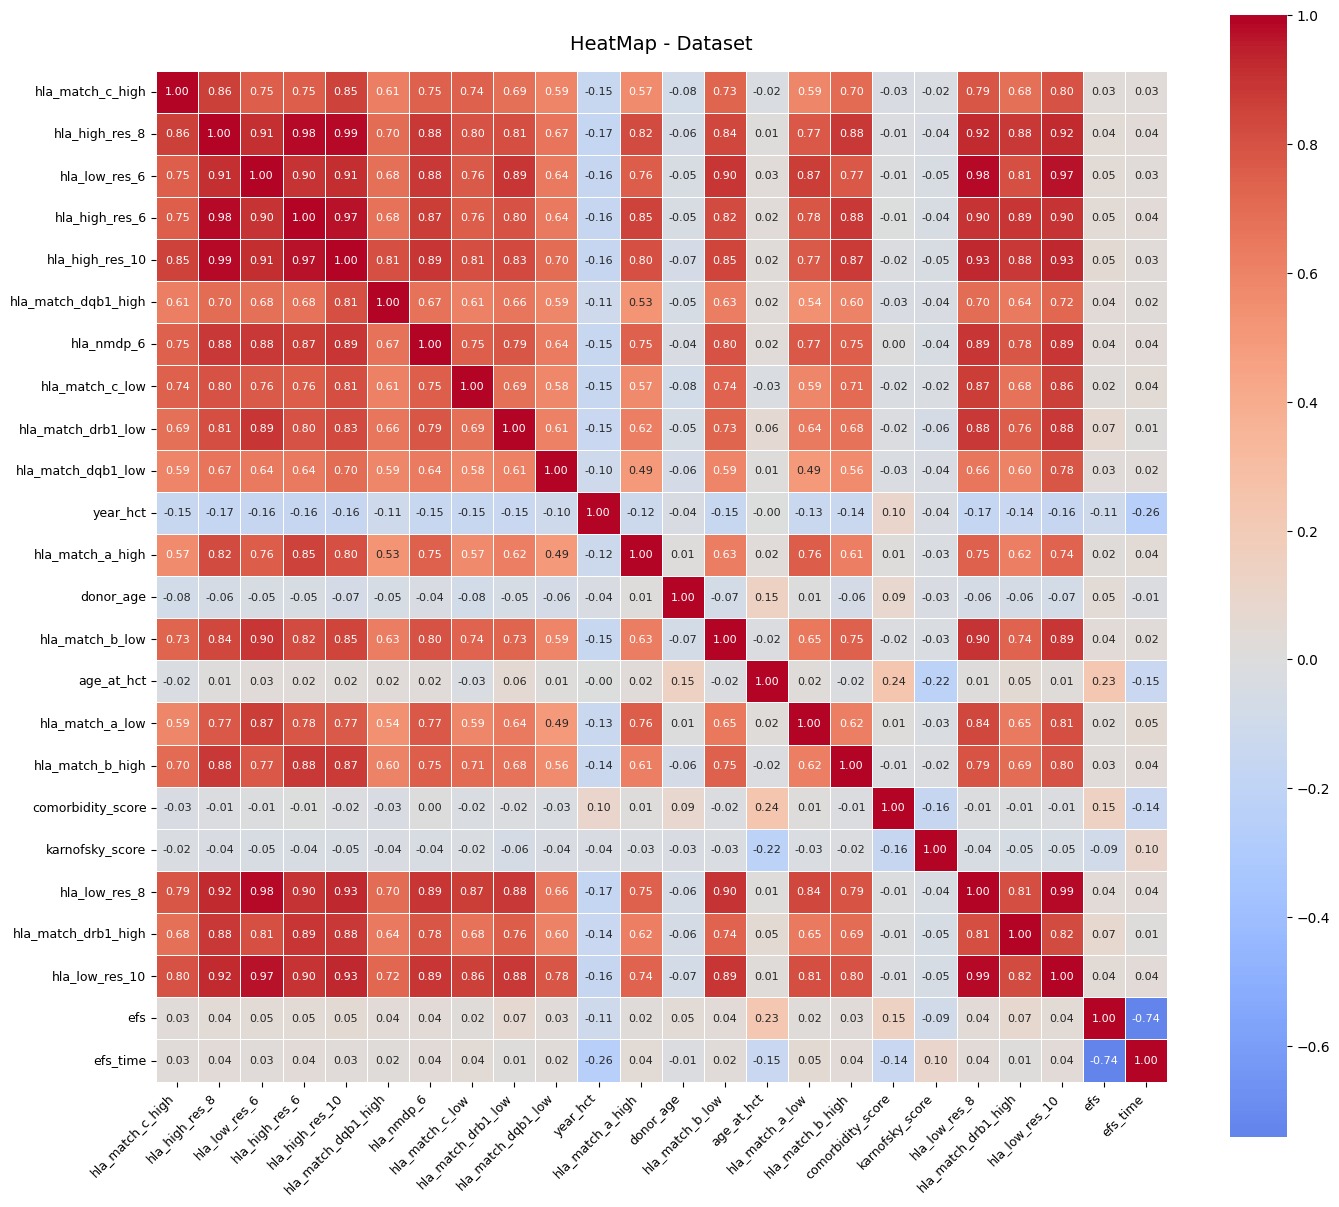 HeatMap - Dataset
hla_match_c_high 1.00 0.86 0.75 0.75 0.85 0.61 0.75 0.74 0.69 0.59 -0.15 0.57 -0.08 0.73 -0.02 0.59 0.70 -0.03 -0.02 0.79 0.68 0.80 0.03 0.03
hla_high_res_8 0.86 1.00 0.91 0.98 0.99 0.70 0.88 0.80 0.81 0.67 -0.17 0.82 -0.06 0.84 0.01 0.77 0.88 -0.01 -0.04 0.92 0.88 0.92 0.04 0.04
hla_low_res_6 0.75 0.91 1.00 0.90 0.91 0.68 0.88 0.76 0.89 0.64 -0.16 0.76 -0.05 0.90 0.03 0.87 0.77 -0.01 -0.05 0.98 0.81 0.97 0.05 0.03
hla_high_res_6 0.75 0.98 0.90 1.00 0.97 0.68 0.87 0.76 0.80 0.64 -0.16 0.85 -0.05 0.82 0.02 0.78 0.88 -0.01 -0.04 0.90 0.89 0.90 0.05 0.04
hla_high_res_10 0.85 0.99 0.91 0.97 1.00 0.81 0.89 0.81 0.83 0.70 -0.16 0.80 -0.07 0.85 0.02 0.77 0.87 -0.02 -0.05 0.93 0.88 0.93 0.05 0.03
hla_match_dqb1_high 0.61 0.70 0.68 0.68 0.81 1.00 0.67 0.61 0.66 0.59 -0.11 0.53 -0.05 0.63 0.02 0.54 0.60 -0.03 -0.04 0.70 0.64 0.72 0.04 0.02
hla_nmdp_6 0.75 0.88 0.88 0.87 0.89 0.67 1.00 0.75 0.79 0.64 -0.15 0.75 -0.04 0.80 0.02 0.77 0.75 0.00 -0.04 0.89 0.78 0.89 0.04 0.04
hla_match_c_low 0.74 0.80 0.76 0.76 0.81 0.61 0.75 1.00 0.69 0.58 -0.15 0.57 -0.08 0.74 -0.03 0.59 0.71 -0.02 -0.02 0.87 0.68 0.86 0.02 0.04
hla_match_drb1_low 0.69 0.81 0.89 0.80 0.83 0.66 0.79 0.69 1.00 0.61 -0.15 0.62 -0.05 0.73 0.06 0.64 0.68 -0.02 -0.06 0.88 0.76 0.88 0.07 0.01
hla_match_dqb1_low 0.59 0.67 0.64 0.64 0.70 0.59 0.64 0.58 0.61 1.00 -0.10 0.49 -0.06 0.59 0.01 0.49 0.56 -0.03 -0.04 0.66 0.60 0.78 0.03 0.02
year_hct -0.15 -0.17 -0.16 -0.16 -0.16 -0.11 -0.15 -0.15 -0.15 -0.10 1.00 -0.12 -0.04 -0.15 -0.00 -0.13 -0.14 0.10 -0.04 -0.17 -0.14 -0.16 -0.11 -0.26
hla_match_a_high 0.57 0.82 0.76 0.85 0.80 0.53 0.75 0.57 0.62 0.49 -0.12 1.00 0.01 0.63 0.02 0.76 0.61 0.01 -0.03 0.75 0.62 0.74 0.02 0.04
donor_age -0.08 -0.06 -0.05 -0.05 -0.07 -0.05 -0.04 -0.08 -0.05 -0.06 -0.04 0.01 1.00 -0.07 0.15 0.01 -0.06 0.09 -0.03 -0.06 -0.06 -0.07 0.05 -0.01
hla_match_b_low 0.73 0.84 0.90 0.82 0.85 0.63 0.80 0.74 0.73 0.59 -0.15 0.63 -0.07 1.00 -0.02 0.65 0.75 -0.02 -0.03 0.90 0.74 0.89 0.04 0.02
age_at_hct -0.02 0.01 0.03 0.02 0.02 0.02 0.02 -0.03 0.06 0.01 -0.00 0.02 0.15 -0.02 1.00 0.02 -0.02 0.24 -0.22 0.01 0.05 0.01 0.23 -0.15
hla_match_a_low 0.59 0.77 0.87 0.78 0.77 0.54 0.77 0.59 0.64 0.49 -0.13 0.76 0.01 0.65 0.02 1.00 0.62 0.01 -0.03 0.84 0.65 0.81 0.02 0.05
hla_match_b_high 0.70 0.88 0.77 0.88 0.87 0.60 0.75 0.71 0.68 0.56 -0.14 0.61 -0.06 0.75 -0.02 0.62 1.00 -0.01 -0.02 0.79 0.69 0.80 0.03 0.04
comorbidity_score -0.03 -0.01 -0.01 -0.01 -0.02 -0.03 0.00 -0.02 -0.02 -0.03 0.10 0.01 0.09 -0.02 0.24 0.01 -0.01 1.00 -0.16 -0.01 -0.01 -0.01 0.15 -0.14
karnofsky_score -0.02 -0.04 -0.05 -0.04 -0.05 -0.04 -0.04 -0.02 -0.06 -0.04 -0.04 -0.03 -0.03 -0.03 -0.22 -0.03 -0.02 -0.16 1.00 -0.04 -0.05 -0.05 -0.09 0.10
hla_low_res_8 0.79 0.92 0.98 0.90 0.93 0.70 0.89 0.87 0.88 0.66 -0.17 0.75 -0.06 0.90 0.01 0.84 0.79 -0.01 -0.04 1.00 0.81 0.99 0.04 0.04
hla_match_drb1_high 0.68 0.88 0.81 0.89 0.88 0.64 0.78 0.68 0.76 0.60 -0.14 0.62 -0.06 0.74 0.05 0.65 0.69 -0.01 -0.05 0.81 1.00 0.82 0.07 0.01
hla_low_res_10 0.80 0.92 0.97 0.90 0.93 0.72 0.89 0.86 0.88 0.78 -0.16 0.74 -0.07 0.89 0.01 0.81 0.80 -0.01 -0.05 0.99 0.82 1.00 0.04 0.04
efs 0.03 0.04 0.05 0.05 0.05 0.04 0.04 0.02 0.07 0.03 -0.11 0.02 0.05 0.04 0.23 0.02 0.03 0.15 -0.09 0.04 0.07 0.04 1.00 -0.74
efs_time 0.03 0.04 0.03 0.04 0.03 0.02 0.04 0.04 0.01 0.02 -0.26 0.04 -0.01 0.02 -0.15 0.05 0.04 -0.14 0.10 0.04 0.01 0.04 -0.74 1.00
hla_match_c_high
hla_high_res_8
hla_low_res_6
hla_high_res_6
hla_high_res_10
hla_match_dqb1_high
hla_nmdp_6
hla_match_c_low
hla_match_drb1_low
hla_match_dqb1_low
year_hct
hla_match_a_high
donor_age
hla_match_b_low
age_at_hct
hla_match_a_low
hla_match_b_high
comorbidity_score
karnofsky_score
hla_low_res_8
hla_match_drb1_high
hla_low_res_10
efs
efs_time
1.0
0.8
0.6
0.4
0.2
0.0
−0.2
−0.4
−0.6